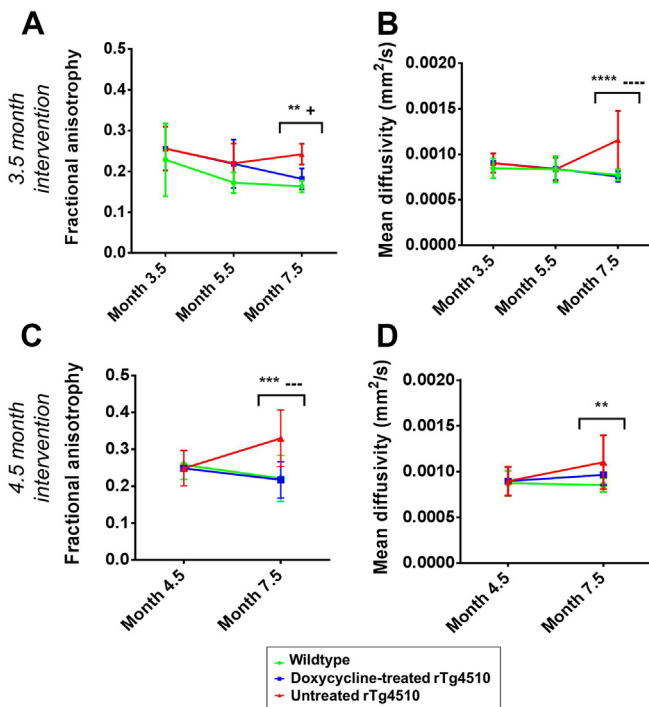 A
3.5 month
intervention
Fractional anisotropy
0.5
0.4
0.3
0.2
0.1
0.0
** +
Month 3.5
Month 5.5
Month 7.5
B
Mean diffusivity (mm²/s)
0.0020
0.0015
0.0010
0.0005
0.0000
**** ----
Month 3.5
Month 5.5
Month 7.5
C
4.5 month
intervention
Fractional anisotropy
0.5
0.4
0.3
0.2
0.1
0.0
*** ---
Month 4.5
Month 7.5
D
Mean diffusivity (mm²/s)
0.0020
0.0015
0.0010
0.0005
0.0000
**
Month 4.5
Month 7.5
Wildtype
Doxycycline-treated rTg4510
Untreated rTg4510